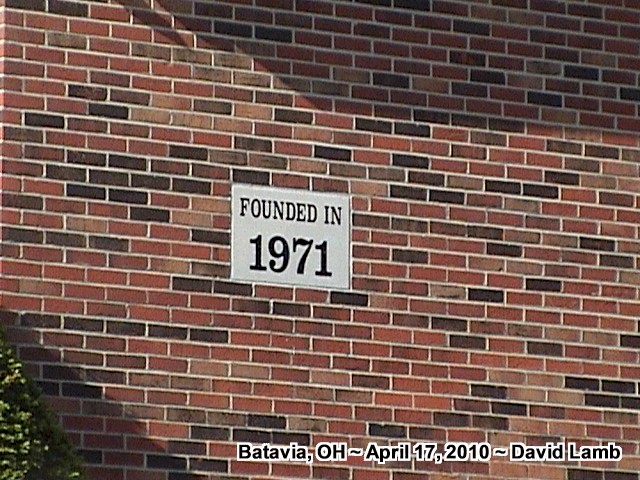 FOUNDED IN
1971
Batavia, OH ~ April 17, 2010 ~ David Lamb